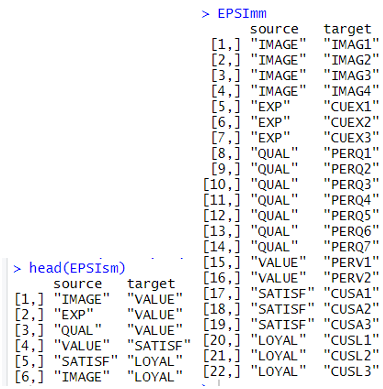 > EPSImm
source target
[1,] "IMAGE" "IMAG1"
[2,] "IMAGE" "IMAG2"
[3,] "IMAGE" "IMAG3"
[4,] "IMAGE" "IMAG4"
[5,] "EXP" "CUEX1"
[6,] "EXP" "CUEX2"
[7,] "EXP" "CUEX3"
[8,] "QUAL" "PERQ1"
[9,] "QUAL" "PERQ2"
[10,] "QUAL" "PERQ3"
[11,] "QUAL" "PERQ4"
[12,] "QUAL" "PERQ5"
[13,] "QUAL" "PERQ6"
[14,] "QUAL" "PERQ7"
[15,] "VALUE" "PERV1"
[16,] "VALUE" "PERV2"
[17,] "SATISF" "CUSA1"
[18,] "SATISF" "CUSA2"
[19,] "SATISF" "CUSA3"
[20,] "LOYAL" "CUSL1"
[21,] "LOYAL" "CUSL2"
[22,] "LOYAL" "CUSL3"
>
> head(EPSIsm)
source target
[1,] "IMAGE" "VALUE"
[2,] "EXP" "VALUE"
[3,] "QUAL" "VALUE"
[4,] "VALUE" "SATISF"
[5,] "SATISF" "LOYAL"
[6,] "IMAGE" "LOYAL"